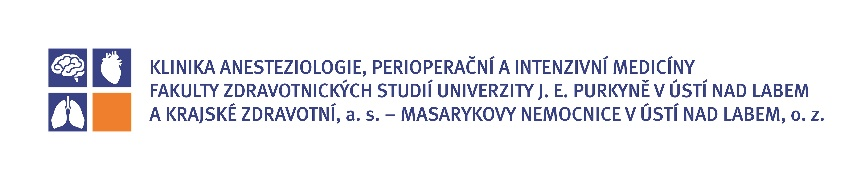 KLINIKA ANESTEZIOLOGIE, PERIOPERAČNÍ A INTENZIVNÍ MEDICÍNY
FAKULTY ZDRAVOTNICKÝCH STUDIÍ UNIVERZITY J. E. PURKYNĚ V ÚSTÍ NAD LABEM
A KRAJSKÉ ZDRAVOTNÍ, a. s. – MASARYKOVY NEMOCNICE V ÚSTÍ NAD LABEM, o. z.